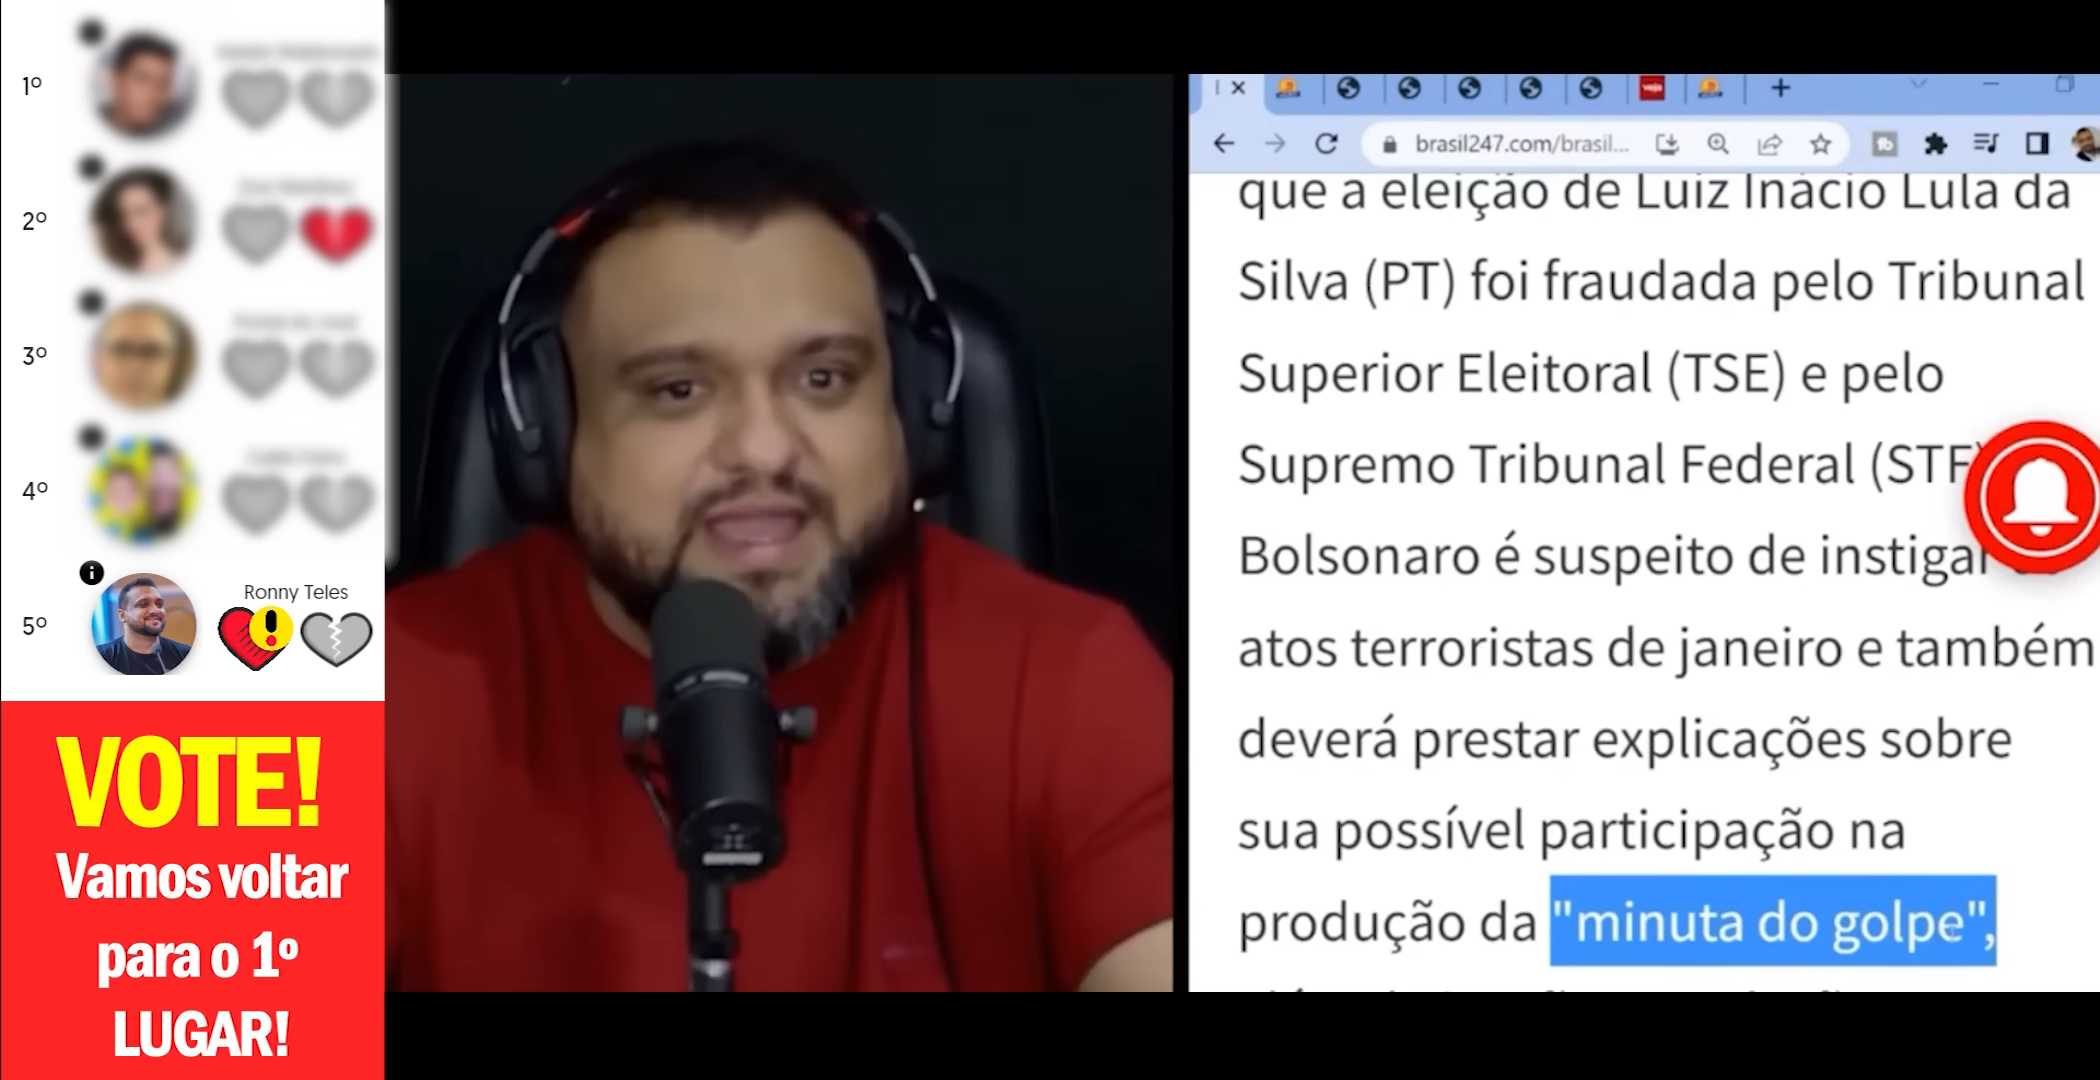 1º
2º
3º
4º
5º
Ronny Teles
VOTE!
Vamos voltar
para o 1º
LUGAR!
veja
brasil247.com/brasil...
que a eleição de Luiz Inácio Lula da
Silva (PT) foi fraudada pelo Tribunal
Superior Eleitoral (TSE) e pelo
Supremo Tribunal Federal (STF)
Bolsonaro é suspeito de instigar
atos terroristas de janeiro e também
deverá prestar explicações sobre
sua possível participação na
produção da "minuta do golpe",